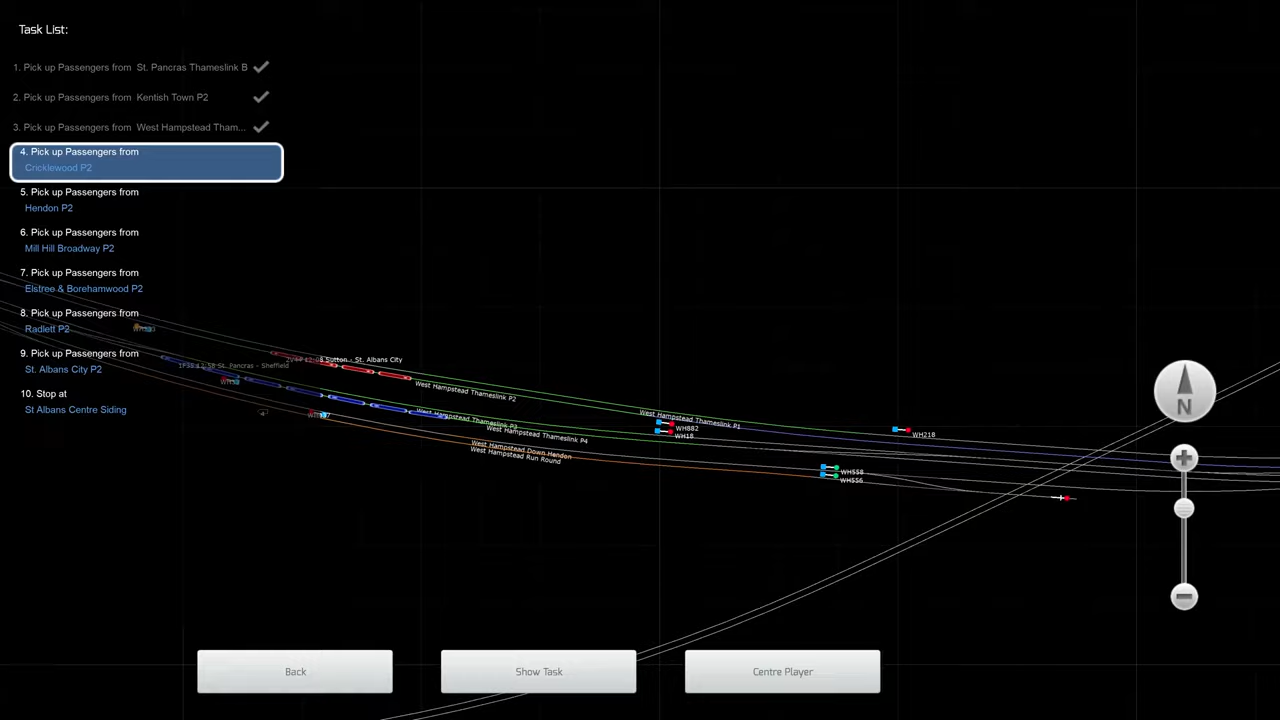 Task List:
1. Pick up Passengers from St. Pancras Thameslink B
2. Pick up Passengers from Kentish Town P2
3. Pick up Passengers from West Hampstead Tham...
4. Pick up Passengers from
Cricklewood P2
5. Pick up Passengers from
Hendon P2
6. Pick up Passengers from
Mill Hill Broadway P2
7. Pick up Passengers from
Elstree & Borehamwood P2
8. Pick up Passengers from
Radlett P2
9. Pick up Passengers from
St. Albans City P2
10. Stop at
St Albans Centre Siding
Sutton - St. Albans City
St. Pancras - Sheffield
West Hampstead Thameslink P2
West Hampstead Thameslink P1
West Hampstead Thameslink P3
West Hampstead Thameslink P4
West Hampstead Down Hendon
West Hampstead Run Round
WH882
WH18
WH218
WH558
WH556
N
Back
Show Task
Centre Player